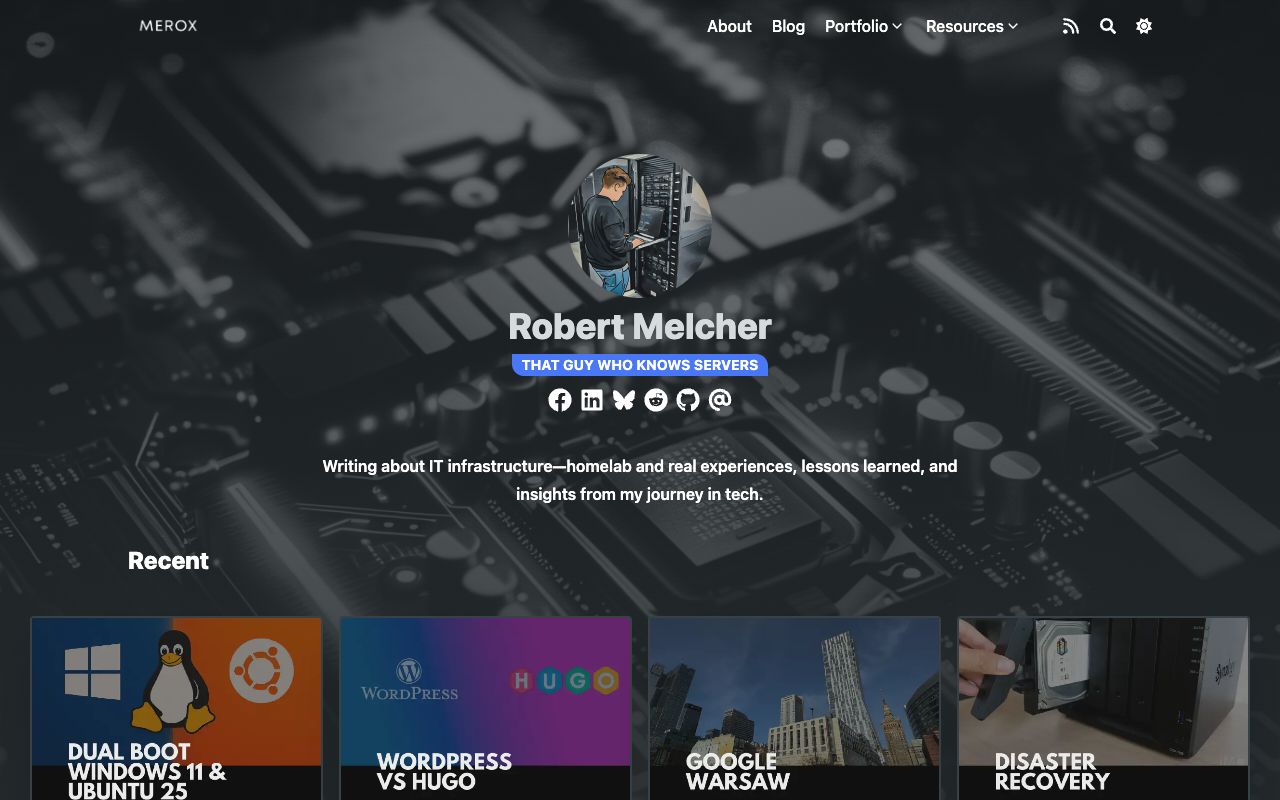 MEROX
About
Blog
Portfolio
Resources
Robert Melcher
THAT GUY WHO KNOWS SERVERS
Writing about IT infrastructure—homelab and real experiences, lessons learned, and
insights from my journey in tech.
Recent
DUAL BOOT
WINDOWS 11 &
UBUNTU 25
WORDPRESS
HUGO
WORDPRESS
VS HUGO
GOOGLE
WARSAW
DISASTER
RECOVERY